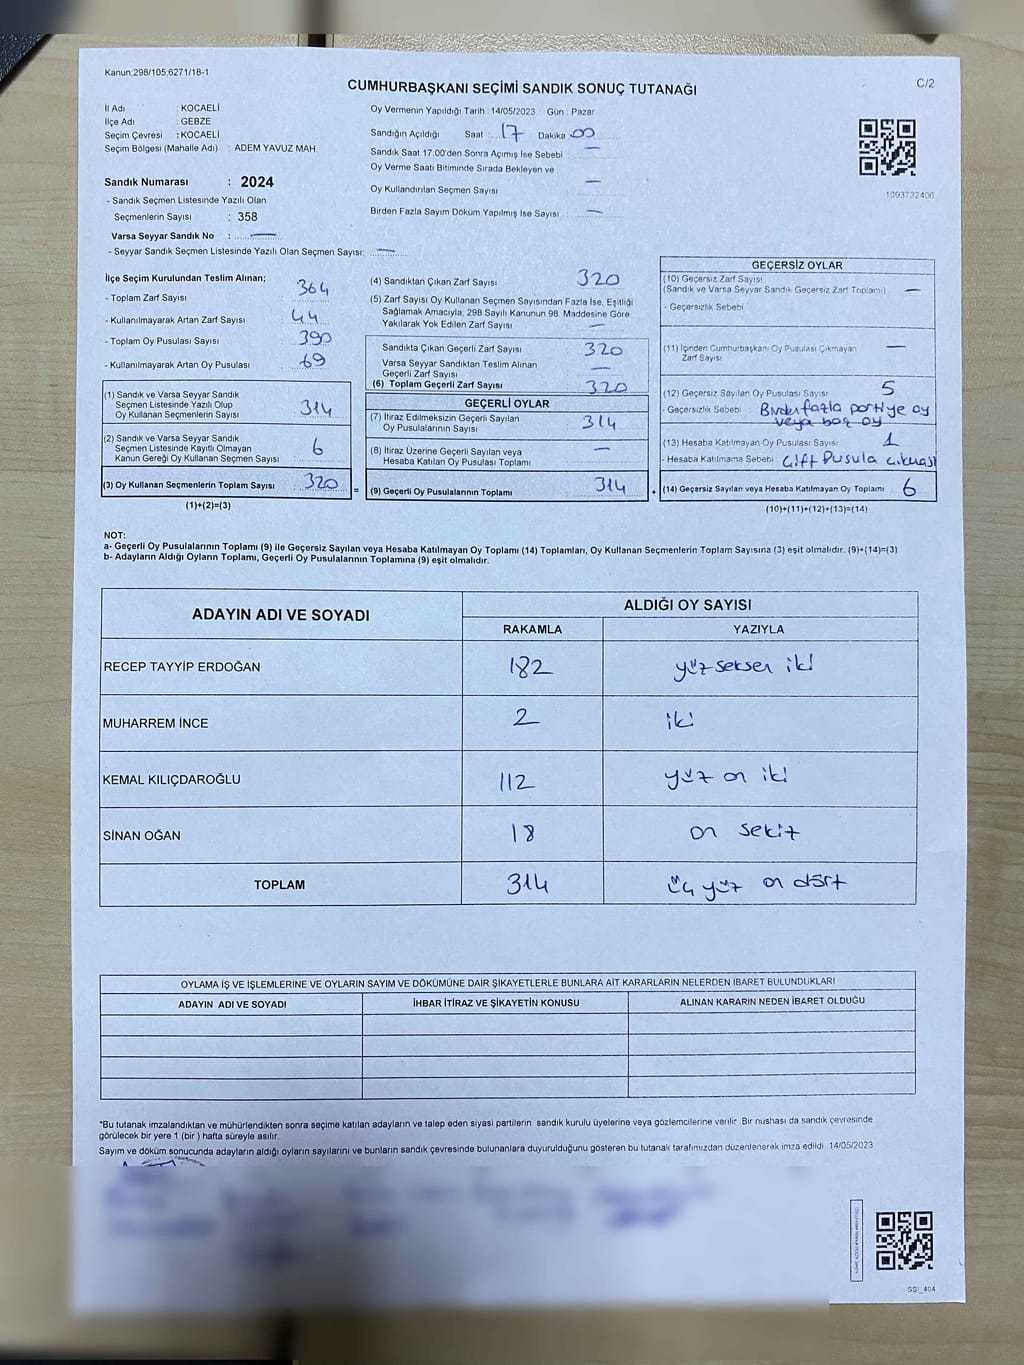 Kanun:298/105,6271/18-1
C/2
CUMHURBAŞKANI SEÇİMİ SANDIK SONUÇ TUTANAĞI
İl Adı : KOCAELİ
İlçe Adı : GEBZE
Seçim Çevresi : KOCAELİ
Seçim Bölgesi (Mahalle Adı) : ADEM YAVUZ MAH.
Sandık Numarası : 2024
- Sandık Seçmen Listesinde Yazılı Olan
Seçmenlerin Sayısı : 358
Varsa Seyyar Sandık No : —
- Seyyar Sandık Seçmen Listesinde Yazılı Olan Seçmen Sayısı: —
Oy Vermenin Yapıldığı Tarih : 14/05/2023 Gün : Pazar
Sandığın Açıldığı Saat 17 Dakika 00
Sandık Saat 17:00'den Sonra Açımış İse Sebebi : —
Oy Verme Saati Bitiminde Sırada Bekleyen ve
Oy Kullandırılan Seçmen Sayısı —
Birden Fazla Sayım Döküm Yapılmış İse Sayısı : —
1093732400
İlçe Seçim Kurulundan Teslim Alınan;
- Toplam Zarf Sayısı : 364
- Kullanılmayarak Artan Zarf Sayısı : 44
- Toplam Oy Pusulası Sayısı : 390
- Kullanılmayarak Artan Oy Pusulası : 69
(1) Sandık ve Varsa Seyyar Sandık
Seçmen Listesinde Yazılı Olup
Oy Kullanan Seçmenlerin Sayısı : 314
(2) Sandık ve Varsa Seyyar Sandık
Seçmen Listesinde Kayıtlı Olmayan
Kanun Gereği Oy Kullanan Seçmen Sayısı : 6
(3) Oy Kullanan Seçmenlerin Toplam Sayısı : 320
(1)+(2)=(3)
(4) Sandıktan Çıkan Zarf Sayısı : 320
(5) Zarf Sayısı Oy Kullanan Seçmen Sayısından Fazla İse, Eşitliği
Sağlamak Amacıyla, 298 Sayılı Kanunun 98. Maddesine Göre
Yakılarak Yok Edilen Zarf Sayısı : —
Sandıkta Çıkan Geçerli Zarf Sayısı : 320
Varsa Seyyar Sandıktan Teslim Alınan
Geçerli Zarf Sayısı : —
(6) Toplam Geçerli Zarf Sayısı : 320
GEÇERLİ OYLAR
(7) İtiraz Edilmeksizin Geçerli Sayılan
Oy Pusulalarının Sayısı : 314
(8) İtiraz Üzerine Geçerli Sayılan veya
Hesaba Katılan Oy Pusulası Toplamı : —
= (9) Geçerli Oy Pusulalarının Toplamı : 314 +
GEÇERSİZ OYLAR
(10) Geçersiz Zarf Sayısı
(Sandık ve Varsa Seyyar Sandık Geçersiz Zarf Toplamı) : —
- Geçersizlik Sebebi
(11) İçinden Cumhurbaşkanı Oy Pusulası Çıkmayan
Zarf Sayısı —
(12) Geçersiz Sayılan Oy Pusulası Sayısı : 5
- Geçersizlik Sebebi : Birden fazla partiye oy
veya boş oy
(13) Hesaba Katılmayan Oy Pusulası Sayısı : 1
- Hesaba Katılmama Sebebi : Çift Pusula çıkması
(14) Geçersiz Sayılan veya Hesaba Katılmayan Oy Toplamı : 6
(10)+(11)+(12)+(13)=(14)
NOT:
a- Geçerli Oy Pusulalarının Toplamı (9) ile Geçersiz Sayılan veya Hesaba Katılmayan Oy Toplamı (14) Toplamları, Oy Kullanan Seçmenlerin Toplam Sayısına (3) eşit olmalıdır. (9)+(14)=(3)
b- Adayların Aldığı Oyların Toplamı, Geçerli Oy Pusulalarının Toplamına (9) eşit olmalıdır.
ADAYIN ADI VE SOYADI ALDIĞI OY SAYISI
RAKAMLA YAZIYLA
RECEP TAYYİP ERDOĞAN 182 yüz seksen iki
MUHARREM İNCE 2 iki
KEMAL KILIÇDAROĞLU 112 yüz on iki
SİNAN OĞAN 18 on sekiz
TOPLAM 314 üç yüz on dört
OYLAMA İŞ VE İŞLEMLERİNE VE OYLARIN SAYIM VE DÖKÜMÜNE DAİR ŞİKAYETLERLE BUNLARA AİT KARARLARIN NELERDEN İBARET BULUNDUKLARI
ADAYIN ADI VE SOYADI İHBAR İTİRAZ VE ŞİKAYETİN KONUSU ALINAN KARARIN NEDEN İBARET OLDUĞU
*Bu tutanak imzalandıktan ve mühürlendikten sonra seçime katılan adayların ve talep eden siyasi partilerin sandık kurulu üyelerine veya gözlemcilerine verilir. Bir nushası da sandık çevresinde
görülecek bir yere 1 (bir ) hafta süreyle asılır.
Sayım ve döküm sonucunda adayların aldığı oyların sayılarını ve bunların sandık çevresinde bulunanlara duyurulduğunu gösteren bu tutanak tarafımızdan düzenlenerek imza edildi. 14/05/2023
SSI_404